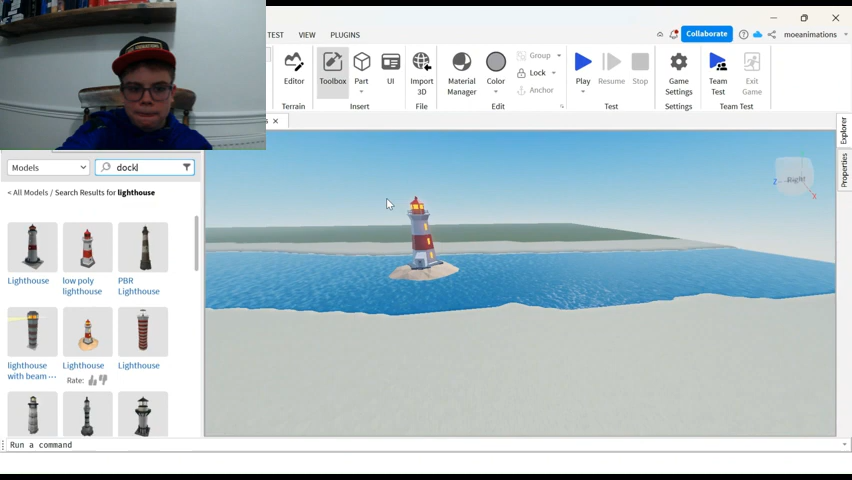 TEST VIEW PLUGINS
Collaborate
moeanimations
Editor
Toolbox
Part
UI
Import
3D
Material
Manager
Color
Group
Lock
Anchor
Play
Resume
Stop
Game
Settings
Team
Test
Exit
Game
Terrain
Insert
File
Edit
Test
Settings
Team Test
Explorer
Properties
Models
dock
< All Models / Search Results for lighthouse
Lighthouse
low poly
lighthouse
PBR
Lighthouse
lighthouse
with beam ...
Lighthouse
Rate:
Lighthouse
Right
Z
X
Run a command